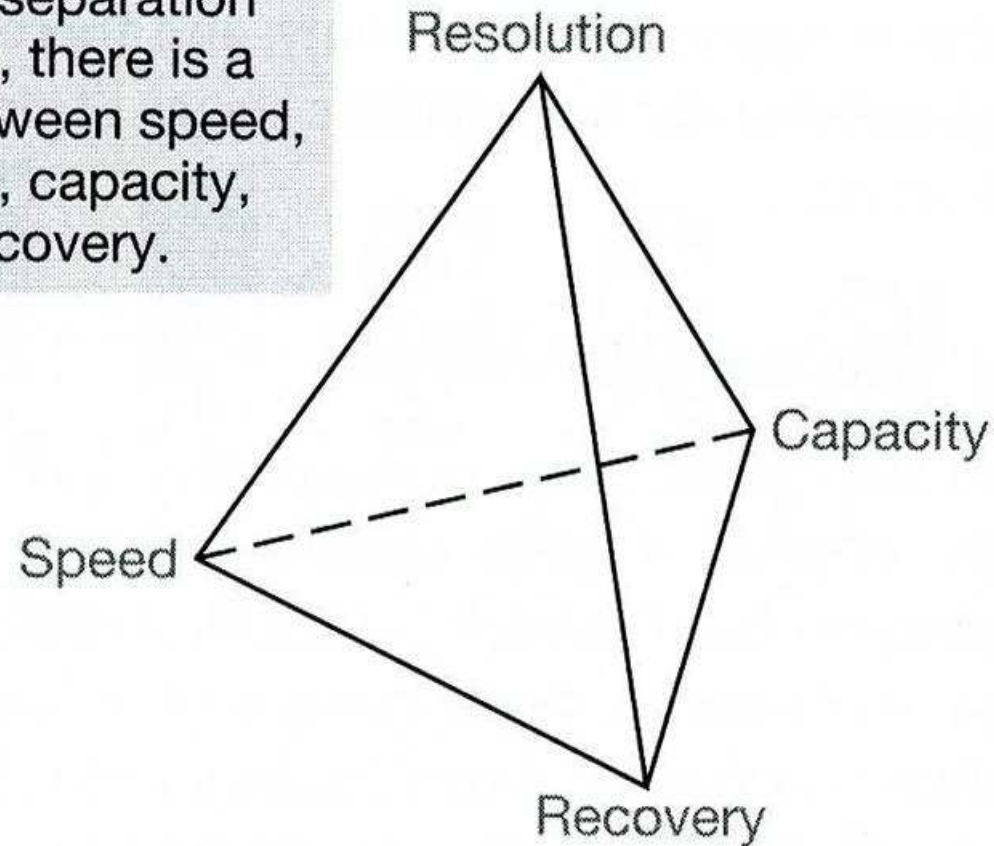 separation
, there is a
ween speed,
, capacity,
covery.
Resolution
Capacity
Speed
Recovery